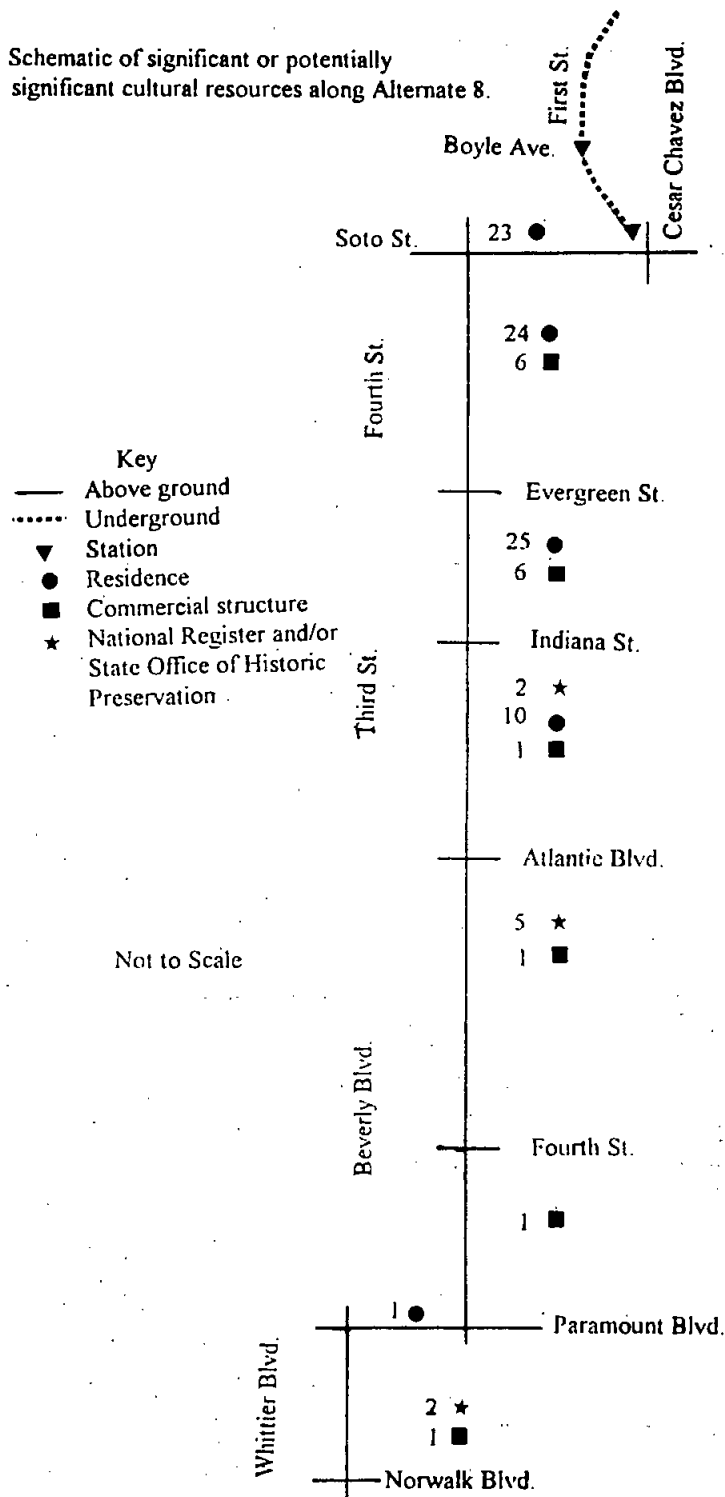 Schematic of significant or potentially
significant cultural resources along Alternate 8.
First St.
Cesar Chavez Blvd.
Boyle Ave.
Soto St.
23
24
6
Fourth St.
Key
Above ground
Underground
Station
Residence
Commercial structure
National Register and/or
State Office of Historic
Preservation
Evergreen St.
25
6
Indiana St.
Third St.
2
10
1
Atlantic Blvd.
5
1
Not to Scale
Beverly Blvd.
Fourth St.
1
1
Paramount Blvd.
Whittier Blvd.
2
1
Norwalk Blvd.